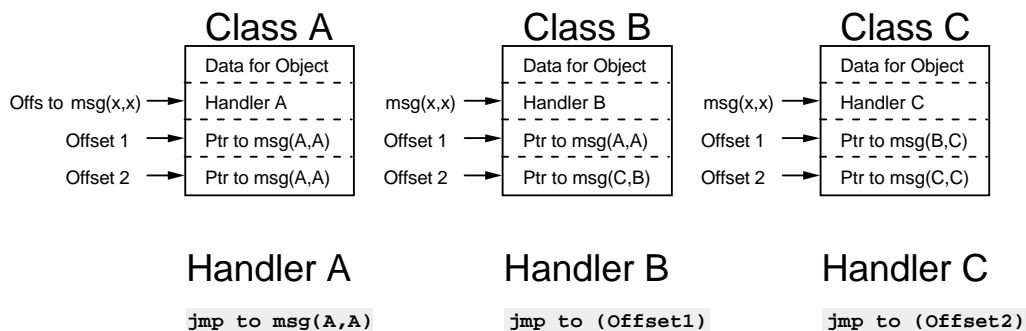 Class A Class B Class C
Data for Object Data for Object Data for Object
Offs to msg(x,x) Handler A msg(x,x) Handler B msg(x,x) Handler C
Offset 1 Ptr to msg(A,A) Offset 1 Ptr to msg(A,A) Offset 1 Ptr to msg(B,C)
Offset 2 Ptr to msg(A,A) Offset 2 Ptr to msg(C,B) Offset 2 Ptr to msg(C,C)
Handler A Handler B Handler C
jmp to msg(A,A) jmp to (Offset1) jmp to (Offset2)